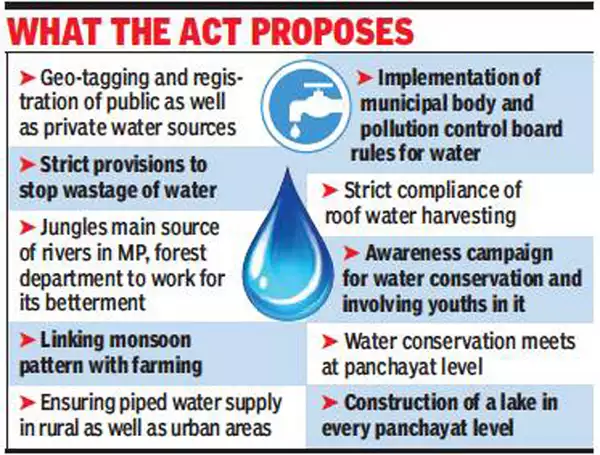 WHAT THE ACT PROPOSES
➤ Geo-tagging and regis-
tration of public as well
as private water sources
➤ Strict provisions to
stop wastage of water
➤ Jungles main source
of rivers in MP, forest
department to work for
its betterment
➤ Linking monsoon
pattern with farming
➤ Ensuring piped water supply
in rural as well as urban areas
➤ Implementation of
municipal body and
pollution control board
rules for water
➤ Strict compliance of
roof water harvesting
➤ Awareness campaign
for water conservation and
involving youths in it
➤ Water conservation meets
at panchayat level
➤ Construction of a lake in
every panchayat level